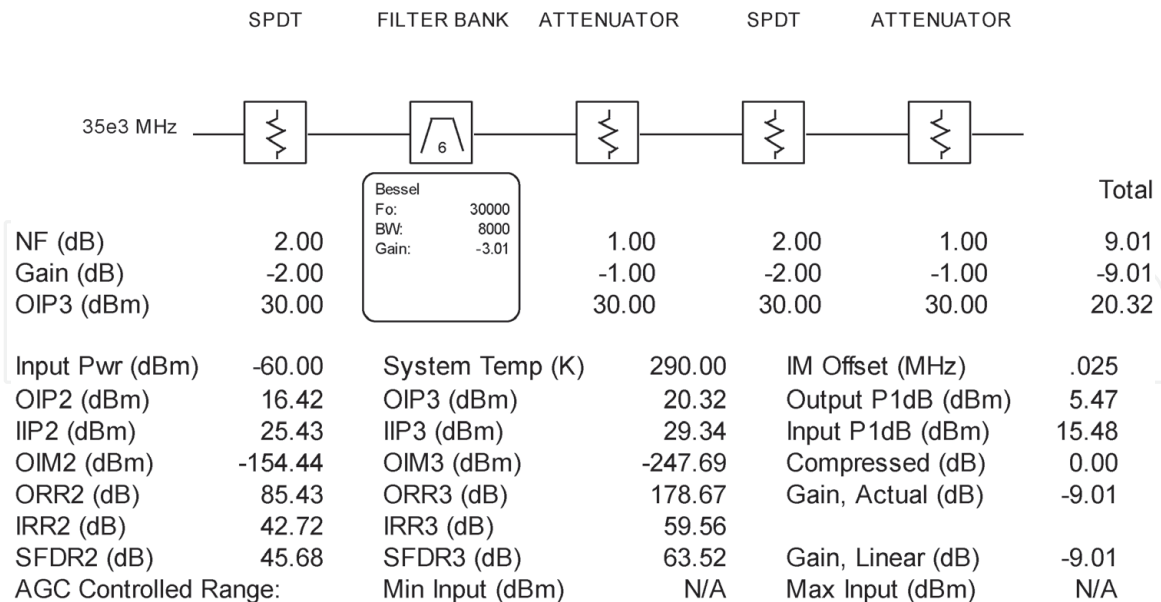 SPDT FILTER BANK ATTENUATOR SPDT ATTENUATOR
35e3 MHz
6
Total
Bessel
Fo: 30000
BW: 8000
Gain: -3.01
NF (dB) 2.00 1.00 2.00 1.00 9.01
Gain (dB) -2.00 -1.00 -2.00 -1.00 -9.01
OIP3 (dBm) 30.00 30.00 30.00 30.00 20.32
Input Pwr (dBm) -60.00 System Temp (K) 290.00 IM Offset (MHz) .025
OIP2 (dBm) 16.42 OIP3 (dBm) 20.32 Output P1dB (dBm) 5.47
IIP2 (dBm) 25.43 IIP3 (dBm) 29.34 Input P1dB (dBm) 15.48
OIM2 (dBm) -154.44 OIM3 (dBm) -247.69 Compressed (dB) 0.00
ORR2 (dB) 85.43 ORR3 (dB) 178.67 Gain, Actual (dB) -9.01
IRR2 (dB) 42.72 IRR3 (dB) 59.56
SFDR2 (dB) 45.68 SFDR3 (dB) 63.52 Gain, Linear (dB) -9.01
AGC Controlled Range: Min Input (dBm) N/A Max Input (dBm) N/A